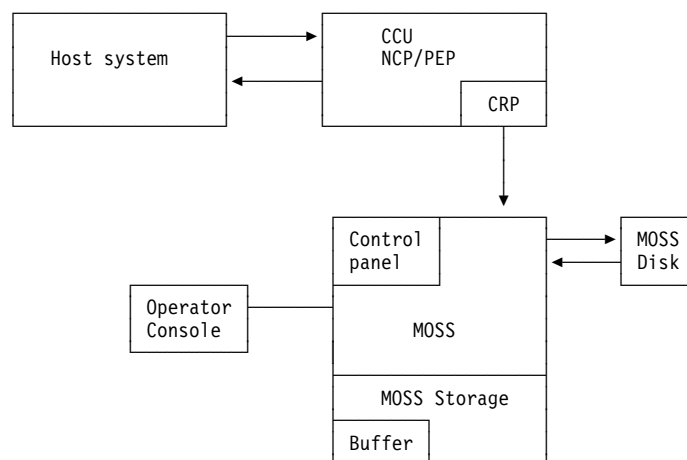 Host system
CCU
NCP/PEP
CRP
Control
panel
MOSS
Disk
Operator
Console
MOSS
MOSS Storage
Buffer